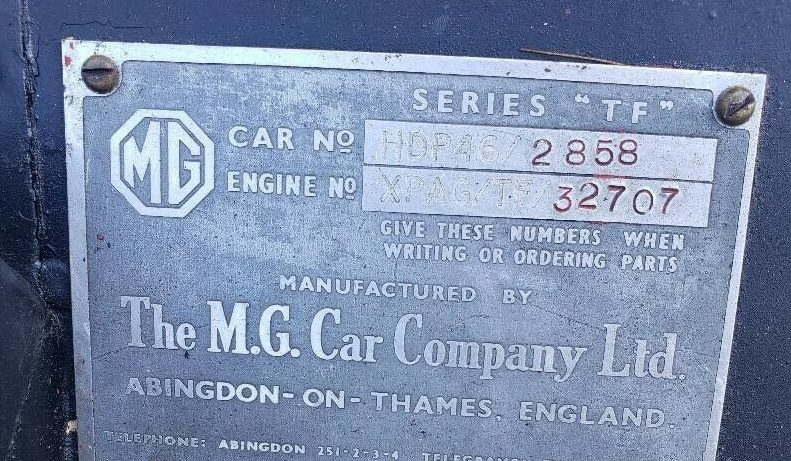 SERIES "TF"
MG
CAR No HDP46/2858
ENGINE No XPAG/TF/32707
GIVE THESE NUMBERS WHEN
WRITING OR ORDERING PARTS
MANUFACTURED BY
The M.G. Car Company Ltd.
ABINGDON-ON-THAMES, ENGLAND.
TELEPHONE: ABINGDON 251-2-3-4